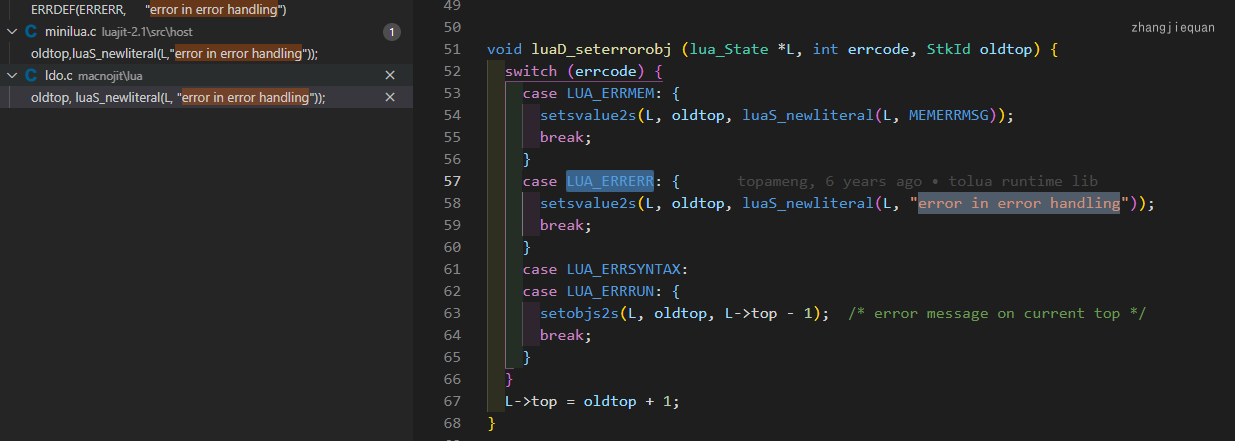 ERRDEF(ERRERR, "error in error handling")
minilua.c luajit-2.1\src\host 1
oldtop,luaS_newliteral(L,"error in error handling"));
ldo.c macnojit\lua
oldtop, luaS_newliteral(L, "error in error handling"));
49
50
zhangjiequan
51 void luaD_seterrorobj (lua_State *L, int errcode, StkId oldtop) {
52 switch (errcode) {
53 case LUA_ERRMEM: {
54 setsvalue2s(L, oldtop, luaS_newliteral(L, MEMERRMSG));
55 break;
56 }
57 case LUA_ERRERR: { topameng, 6 years ago • tolua runtime lib
58 setsvalue2s(L, oldtop, luaS_newliteral(L, "error in error handling"));
59 break;
60 }
61 case LUA_ERRSYNTAX:
62 case LUA_ERRRUN: {
63 setobjs2s(L, oldtop, L->top - 1); /* error message on current top */
64 break;
65 }
66 }
67 L->top = oldtop + 1;
68 }